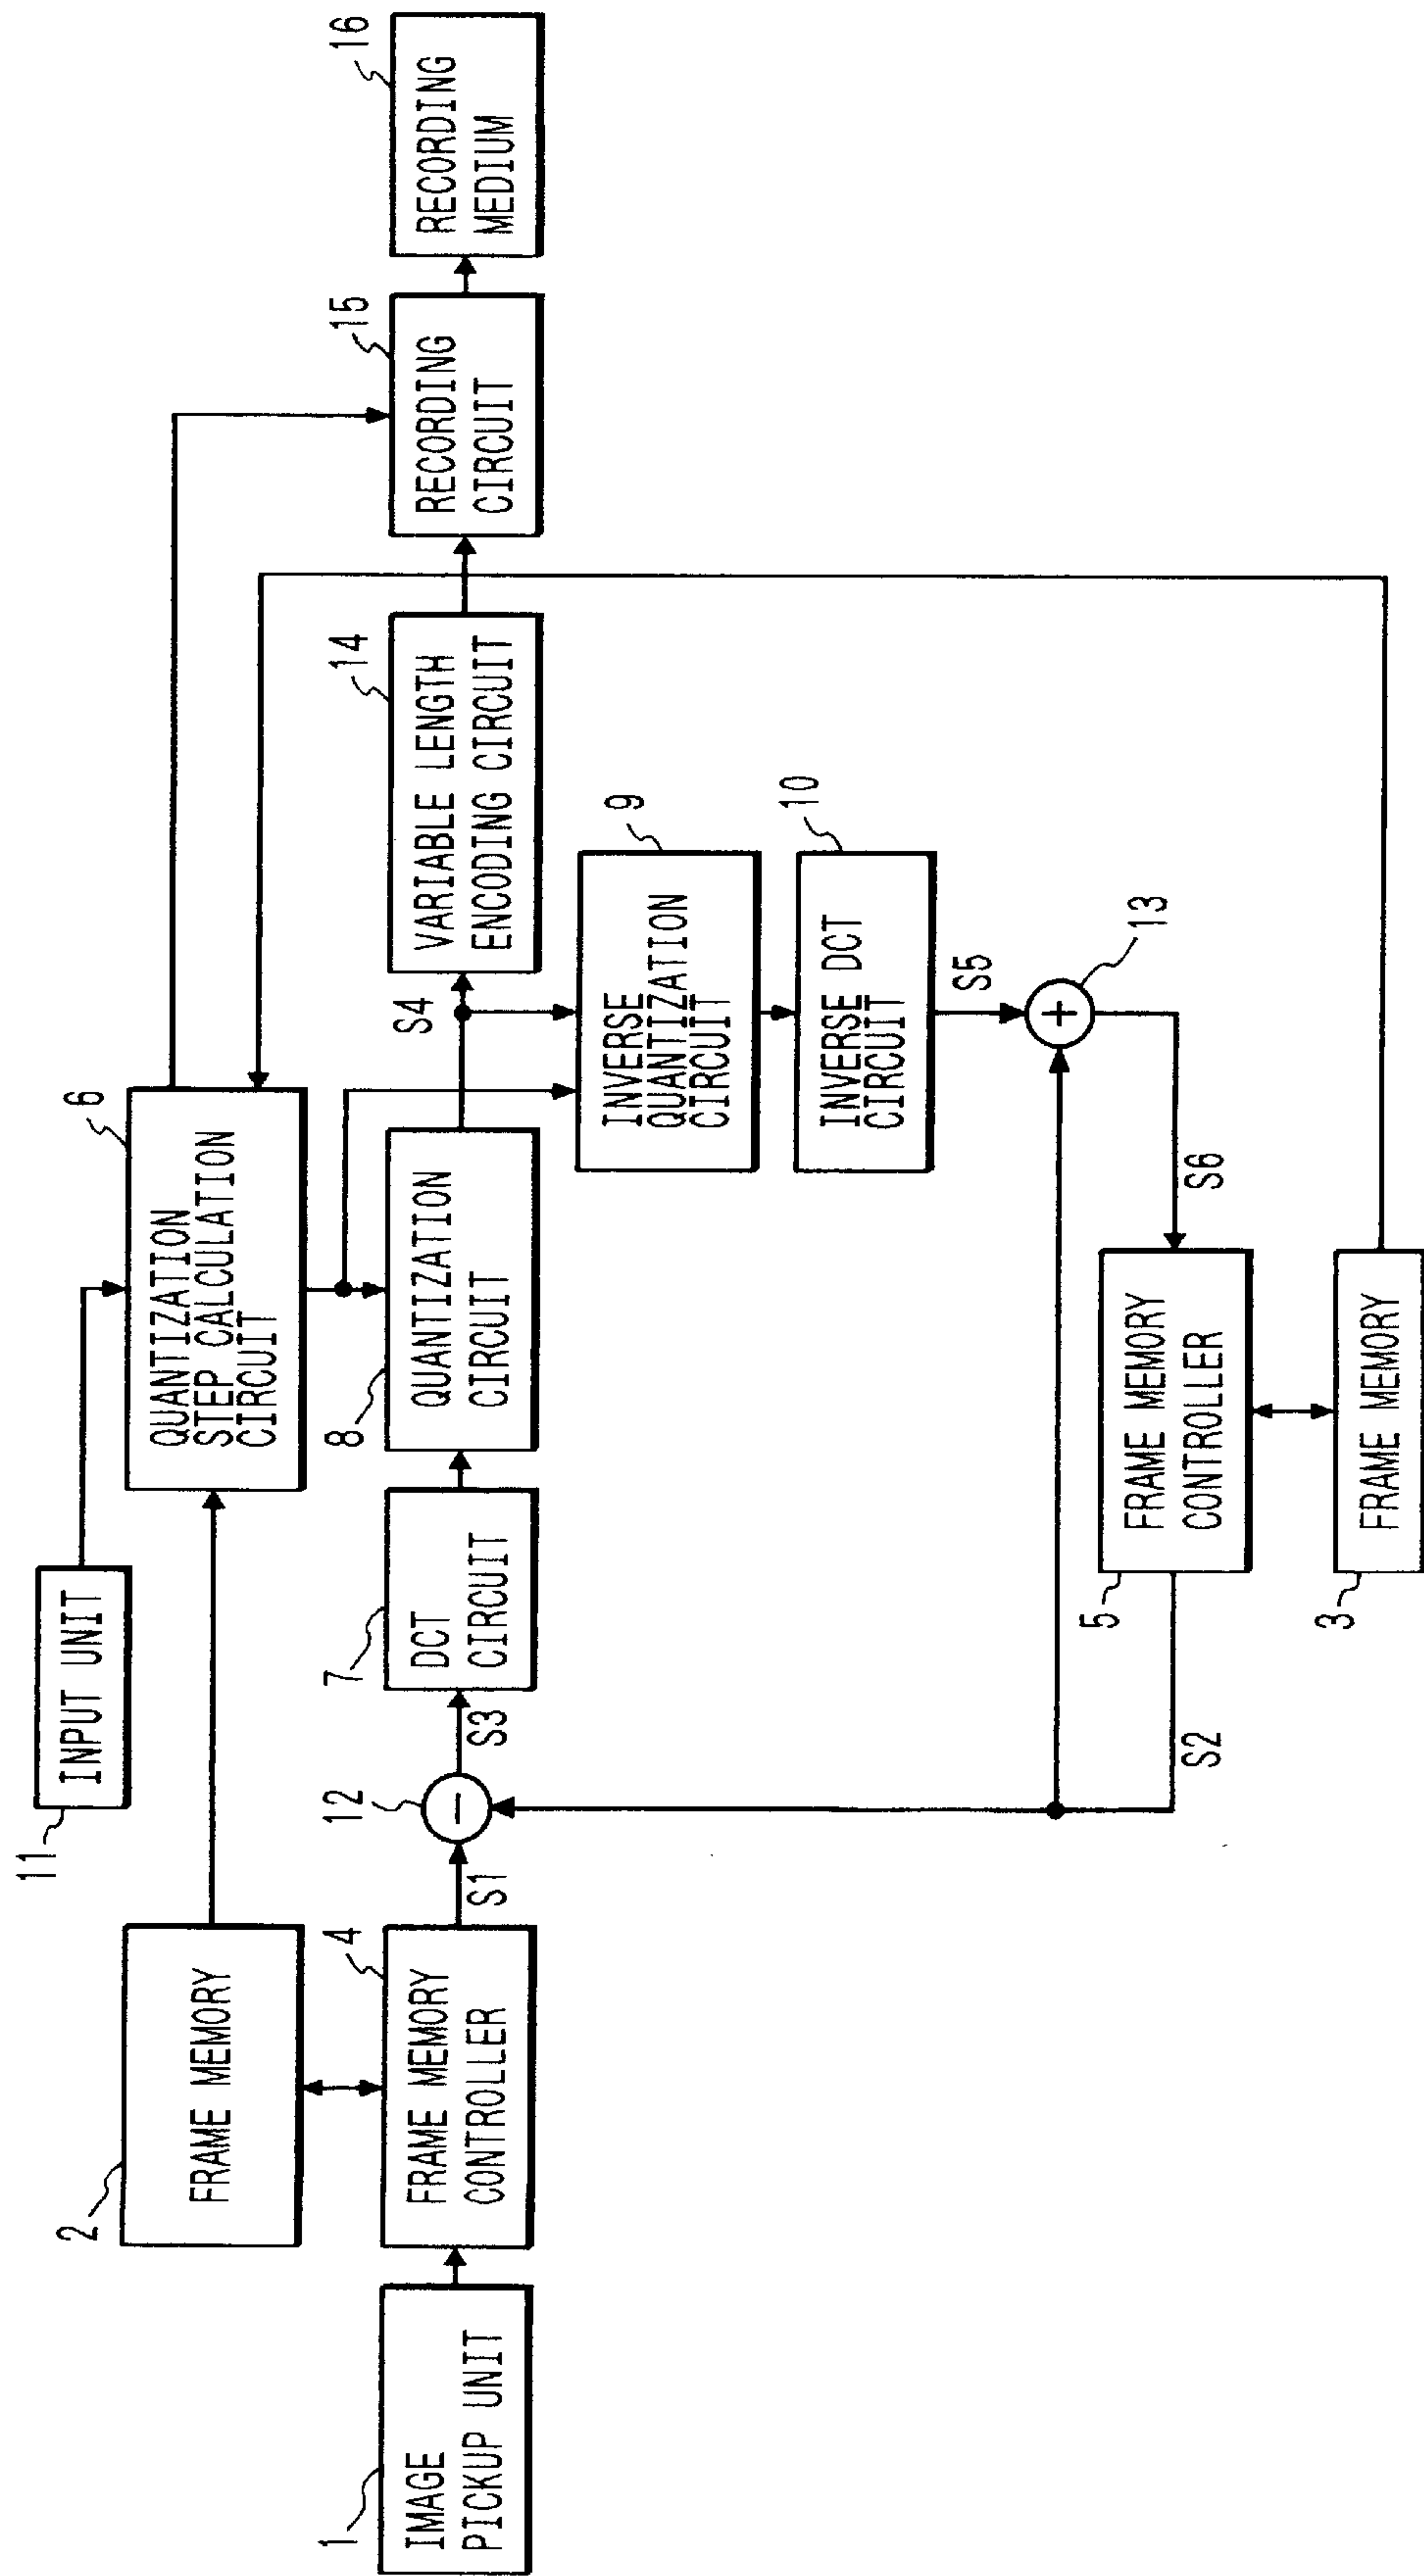 11
INPUT UNIT
2
FRAME MEMORY
6
QUANTIZATION
STEP CALCULATION
CIRCUIT
1
IMAGE
PICKUP UNIT
4
FRAME MEMORY
CONTROLLER
S1
12
−
S3
7
DCT
CIRCUIT
8
QUANTIZATION
CIRCUIT
S4
14
VARIABLE LENGTH
ENCODING CIRCUIT
15
RECORDING
CIRCUIT
16
RECORDING
MEDIUM
9
INVERSE
QUANTIZATION
CIRCUIT
10
INVERSE DCT
CIRCUIT
S5
13
+
S6
S2
5
FRAME MEMORY
CONTROLLER
3
FRAME MEMORY